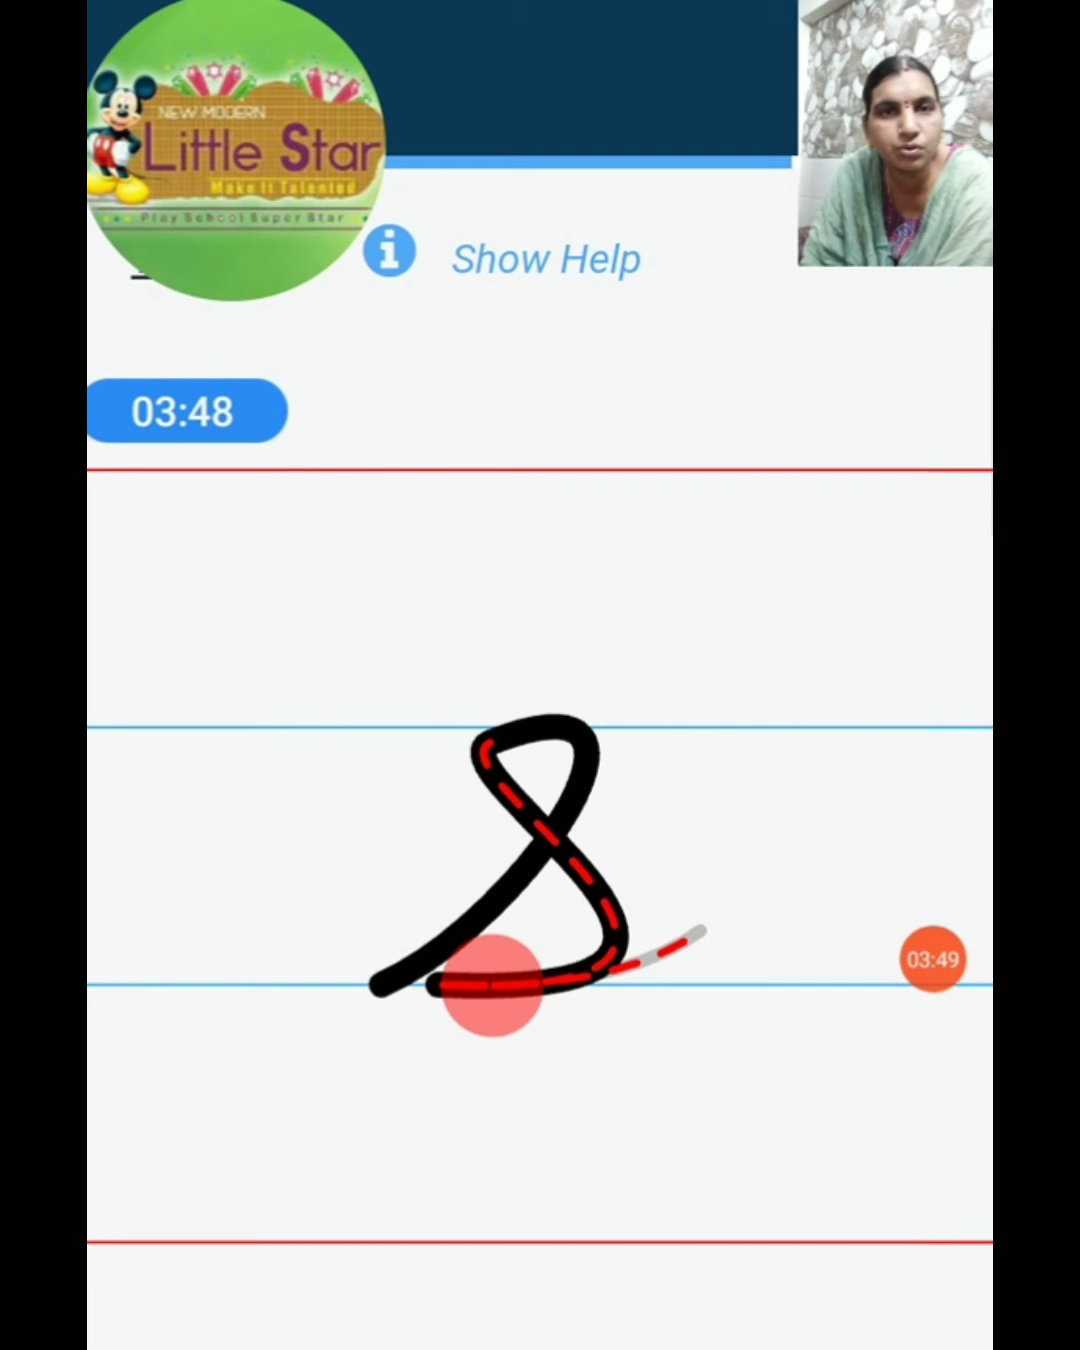 NEW MODERN
Little Star
Make It Talented
Play School Super Star
Show Help
03:48
s
03:49